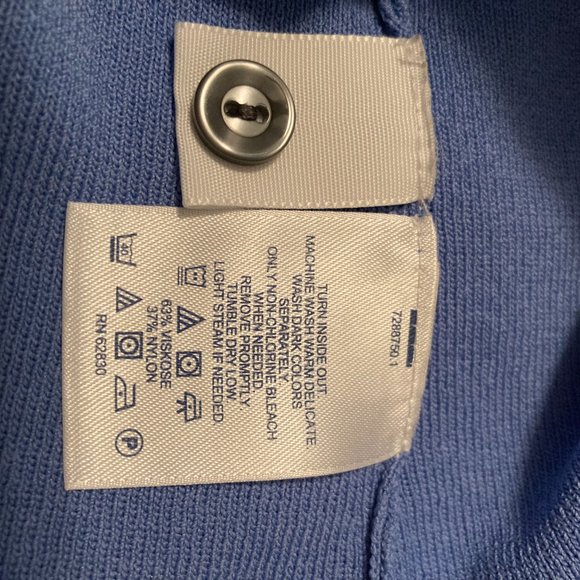 7288750.1
TURN INSIDE OUT.
MACHINE WASH WARM DELICATE
WASH DARK COLORS
SEPARATELY.
ONLY NON-CHLORINE BLEACH
WHEN NEEDED.
REMOVE PROMPTLY
TUMBLE DRY LOW
LIGHT STEAM IF NEEDED
63% VISKOSE
37% NYLON
RN 62830
P